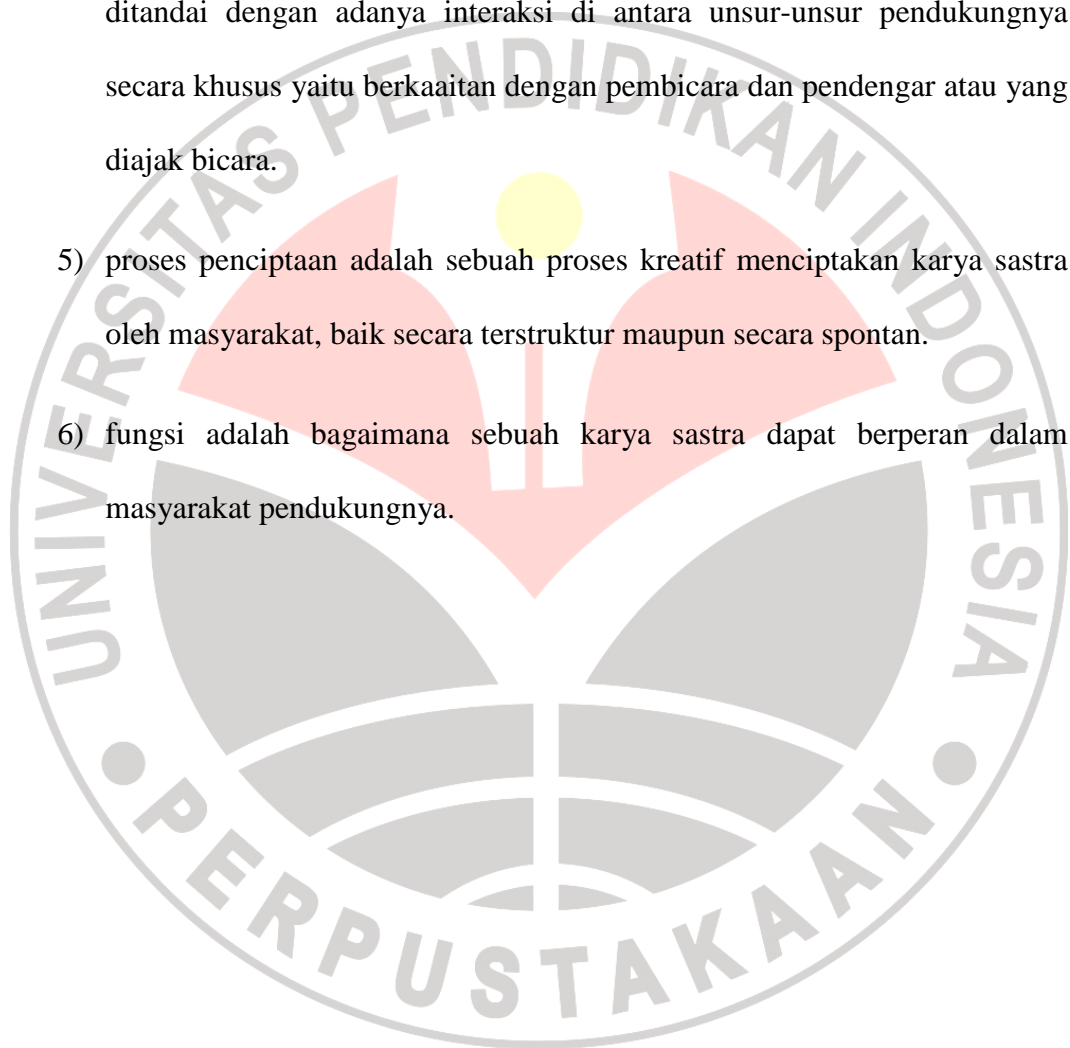 ditandai dengan adanya interaksi di antara unsur-unsur pendukungnya
secara khusus yaitu berkaaitan dengan pembicara dan pendengar atau yang
diajak bicara.
5) proses penciptaan adalah sebuah proses kreatif menciptakan karya sastra
oleh masyarakat, baik secara terstruktur maupun secara spontan.
6) fungsi adalah bagaimana sebuah karya sastra dapat berperan dalam
masyarakat pendukungnya.
UNIVERSITAS PENDIDIKAN INDONESIA
PERPUSTAKAAN